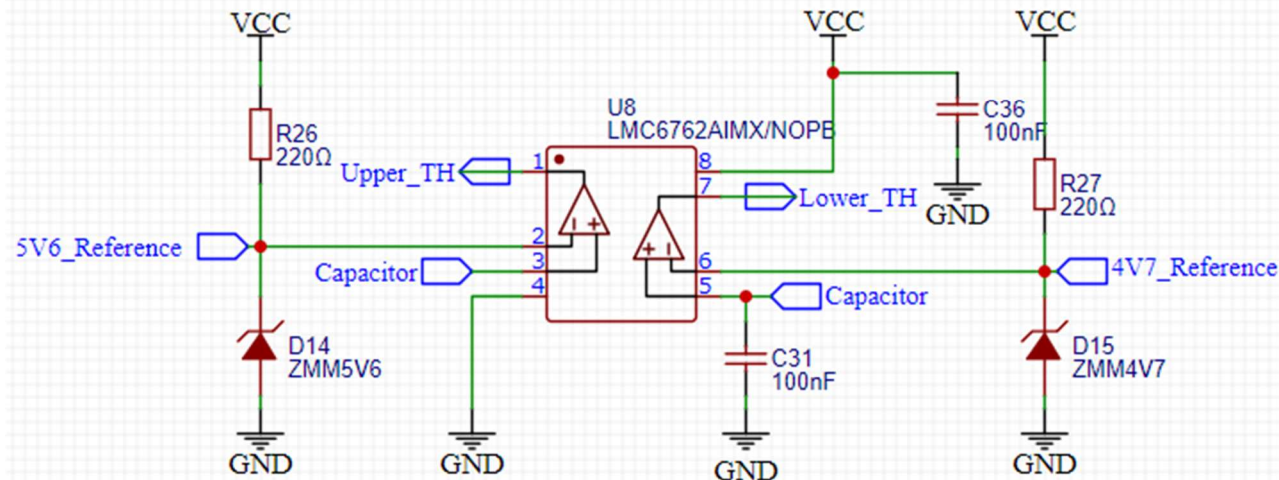 VCC
VCC
VCC
U8
LMC6762AIMX/NOPB
C36
100nF
R26
220Ω
Upper_TH
1
8
7
Lower_TH
R27
220Ω
GND
5V6_Reference
2
- +
+ -
6
4V7_Reference
Capacitor
3
4
5
Capacitor
D14
ZMM5V6
C31
100nF
D15
ZMM4V7
GND
GND
GND
GND